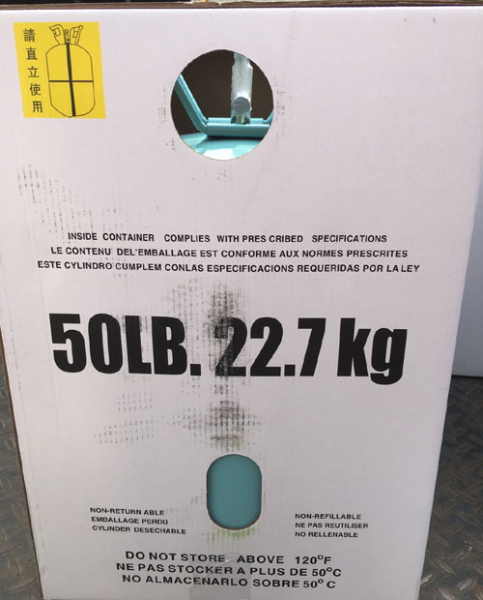 請直立使用
INSIDE CONTAINER COMPLIES WITH PRES CRIBED SPECIFICATIONS
LE CONTENU DEL'EMBALLAGE EST CONFORME AUX NORMES PRESCRITES
ESTE CYLINDRO CUMPLEM CONLAS ESPECIFICACIONS REQUERIDAS POR LA LEY
50LB. 22.7 kg
NON-RETURN ABLE
EMBALLAGE PERDU
CYLINDER DESECHABLE
NON-REFILLABLE
NE PAS REUTILISER
NO RELLENABLE
DO NOT STORE ABOVE 120°F
NE PAS STOCKER A PLUS DE 50°C
NO ALMACENARLO SOBRE 50° C